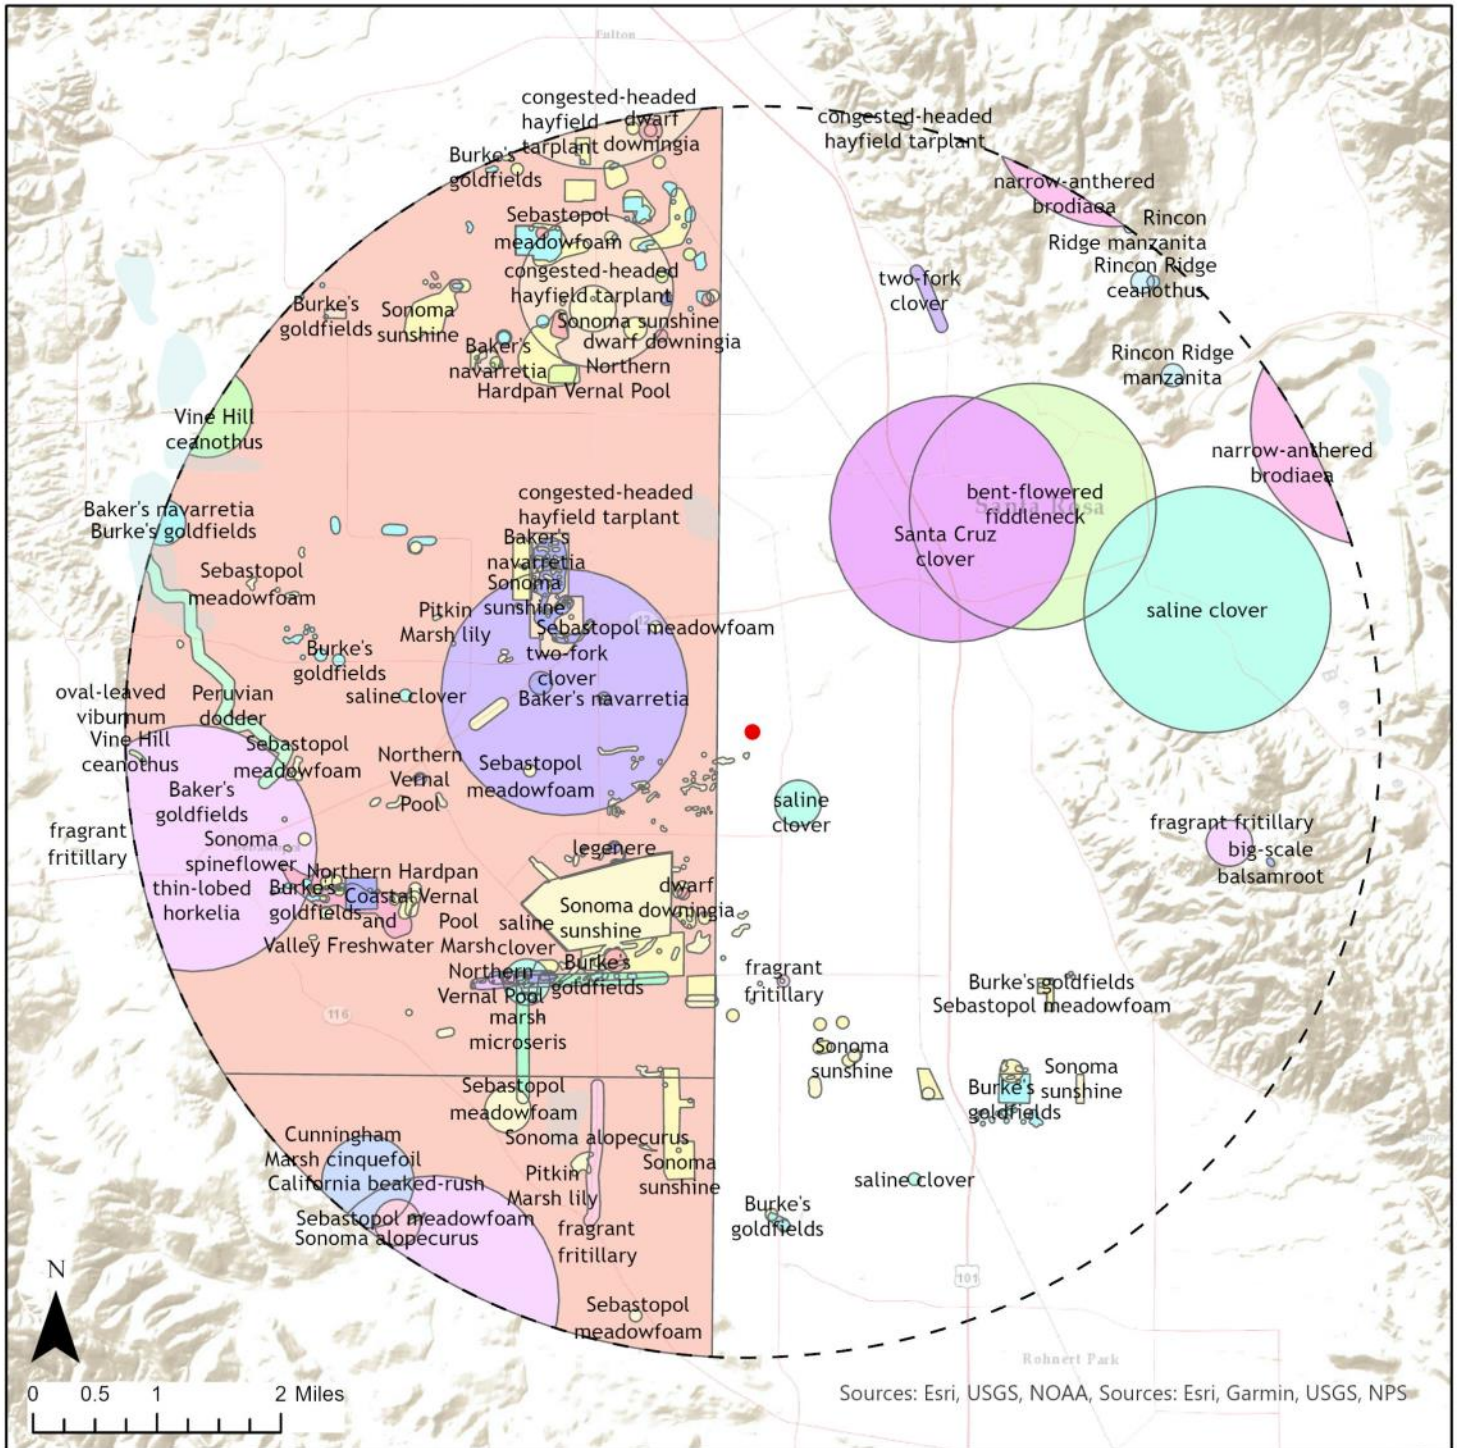 Fulton
congested-headed
hayfield
tarplant
dwarf
downingia
Burke's
goldfields
congested-headed
hayfield tarplant
narrow-anthered
brodiaea
Rincon
Ridge manzanita
Rincon Ridge
ceanothus
Sebastopol
meadowfoam
congested-headed
hayfield tarplant
two-fork
clover
Burke's
goldfields
Sonoma
sunshine
Sonoma sunshine
dwarf downingia
Baker's
navarretia
Northern
Hardpan Vernal Pool
Rincon Ridge
manzanita
Vine Hill
ceanothus
narrow-anthered
brodiaea
Baker's navarretia
Burke's goldfields
congested-headed
hayfield tarplant
bent-flowered
fiddleneck
Santa Rosa
Santa Cruz
clover
Baker's
navarretia
Sonoma
sunshine
Sebastopol
meadowfoam
Pitkin
Marsh lily
12
saline clover
Sebastopol meadowfoam
two-fork
clover
Baker's navarretia
Burke's
goldfields
saline clover
oval-leaved
viburnum
Peruvian
dodder
Vine Hill
ceanothus
Sebastopol
meadowfoam
Northern
Vernal
Pool
Sebastopol
meadowfoam
Baker's
goldfields
saline
clover
fragrant
fritillary
fragrant fritillary
big-scale
balsamroot
Sonoma
spineflower
legenere
thin-lobed
horkelia
Northern Hardpan
Burke's
goldfields
Coastal
and
Vernal
Pool
Valley Freshwater Marsh
saline
clover
Sonoma
sunshine
dwarf
downingia
Northern
Vernal Pool
Burke's
goldfields
fragrant
fritillary
Burke's goldfields
Sebastopol meadowfoam
116
marsh
microseris
Sonoma
sunshine
Sonoma
sunshine
Burke's
goldfields
Sebastopol
meadowfoam
Cunningham
Marsh cinquefoil
California beaked-rush
Sonoma alopecurus
Pitkin
Marsh lily
Sonoma
sunshine
saline clover
Burke's
goldfields
Sebastopol meadowfoam
Sonoma alopecurus
fragrant
fritillary
N
101
Sebastopol
meadowfoam
Rohnert Park
0 0.5 1 2 Miles
Sources: Esri, USGS, NOAA, Sources: Esri, Garmin, USGS, NPS